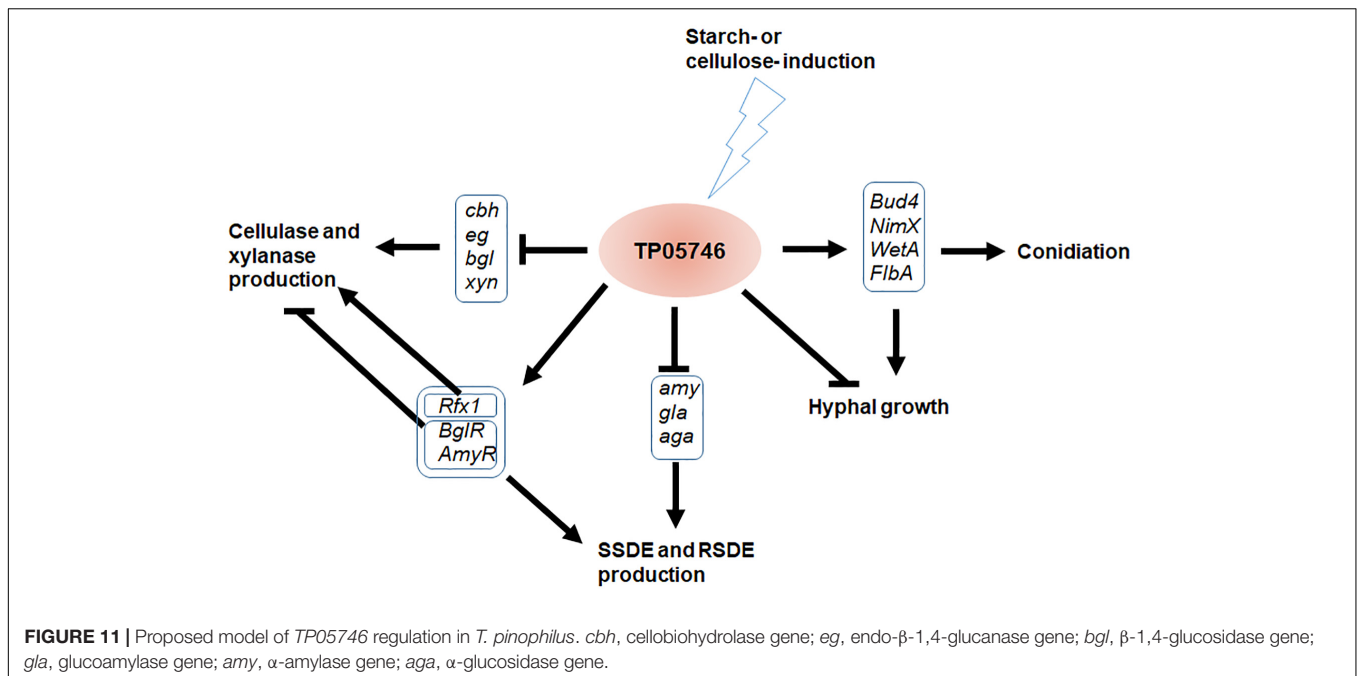 Starch- or
cellulose- induction
Cellulase and
xylanase
production
cbh
eg
bgl
xyn
TP05746
Bud4
NimX
WetA
FlbA
Conidiation
Rfx1
BglR
AmyR
amy
gla
aga
Hyphal growth
SSDE and RSDE
production
FIGURE 11 | Proposed model of TP05746 regulation in T. pinophilus. cbh, cellobiohydrolase gene; eg, endo-β-1,4-glucanase gene; bgl, β-1,4-glucosidase gene;
gla, glucoamylase gene; amy, α-amylase gene; aga, α-glucosidase gene.